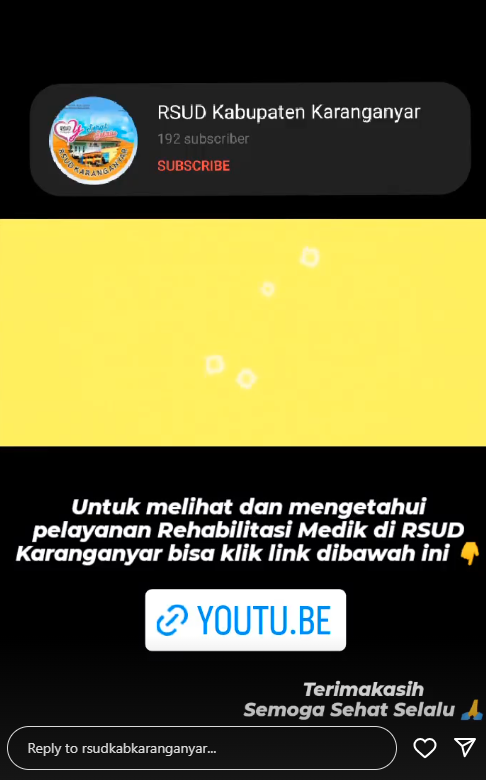 RSUD Kabupaten Karanganyar
192 subscriber
SUBSCRIBE
RSUD KARANGANYAR
Untuk melihat dan mengetahui
pelayanan Rehabilitasi Medik di RSUD
Karanganyar bisa klik link dibawah ini 👇
YOUTU.BE
Terimakasih
Semoga Sehat Selalu 🙏
Reply to rsudkabkaranganyar...